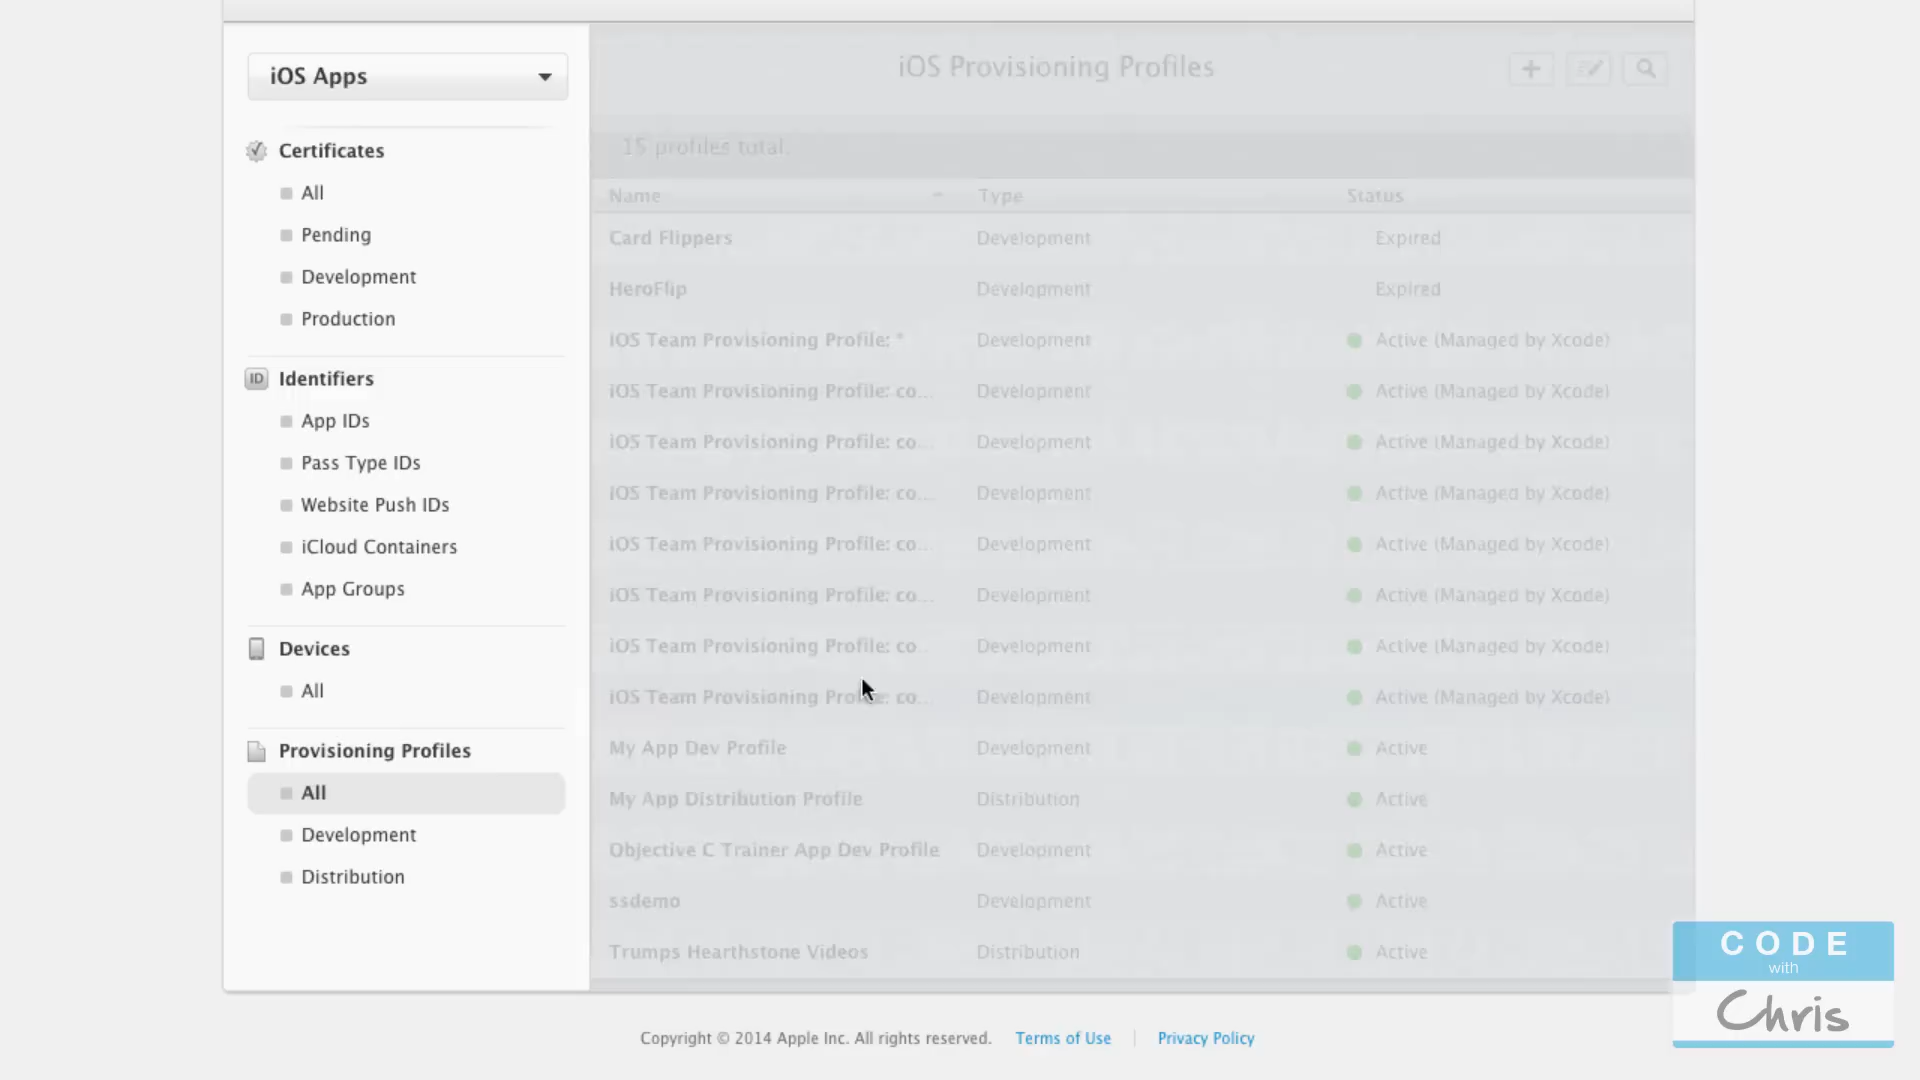 iOS Apps
Certificates
All
Pending
Development
Production
ID Identifiers
App IDs
Pass Type IDs
Website Push IDs
iCloud Containers
App Groups
Devices
All
Provisioning Profiles
All
Development
Distribution
iOS Provisioning Profiles
15 profiles total.
Name Type Status
Card Flippers Development Expired
HeroFlip Development Expired
iOS Team Provisioning Profile: * Development Active (Managed by Xcode)
iOS Team Provisioning Profile: co... Development Active (Managed by Xcode)
iOS Team Provisioning Profile: co... Development Active (Managed by Xcode)
iOS Team Provisioning Profile: co... Development Active (Managed by Xcode)
iOS Team Provisioning Profile: co... Development Active (Managed by Xcode)
iOS Team Provisioning Profile: co... Development Active (Managed by Xcode)
iOS Team Provisioning Profile: co... Development Active (Managed by Xcode)
iOS Team Provisioning Profile: co... Development Active (Managed by Xcode)
My App Dev Profile Development Active
My App Distribution Profile Distribution Active
Objective C Trainer App Dev Profile Development Active
ssdemo Development Active
Trumps Hearthstone Videos Distribution Active
Copyright © 2014 Apple Inc. All rights reserved. Terms of Use Privacy Policy
CODE
with
Chris